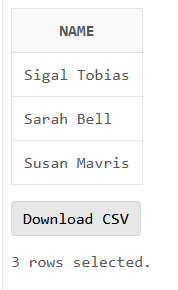 NAME
Sigal Tobias
Sarah Bell
Susan Mavris
Download CSV
3 rows selected.